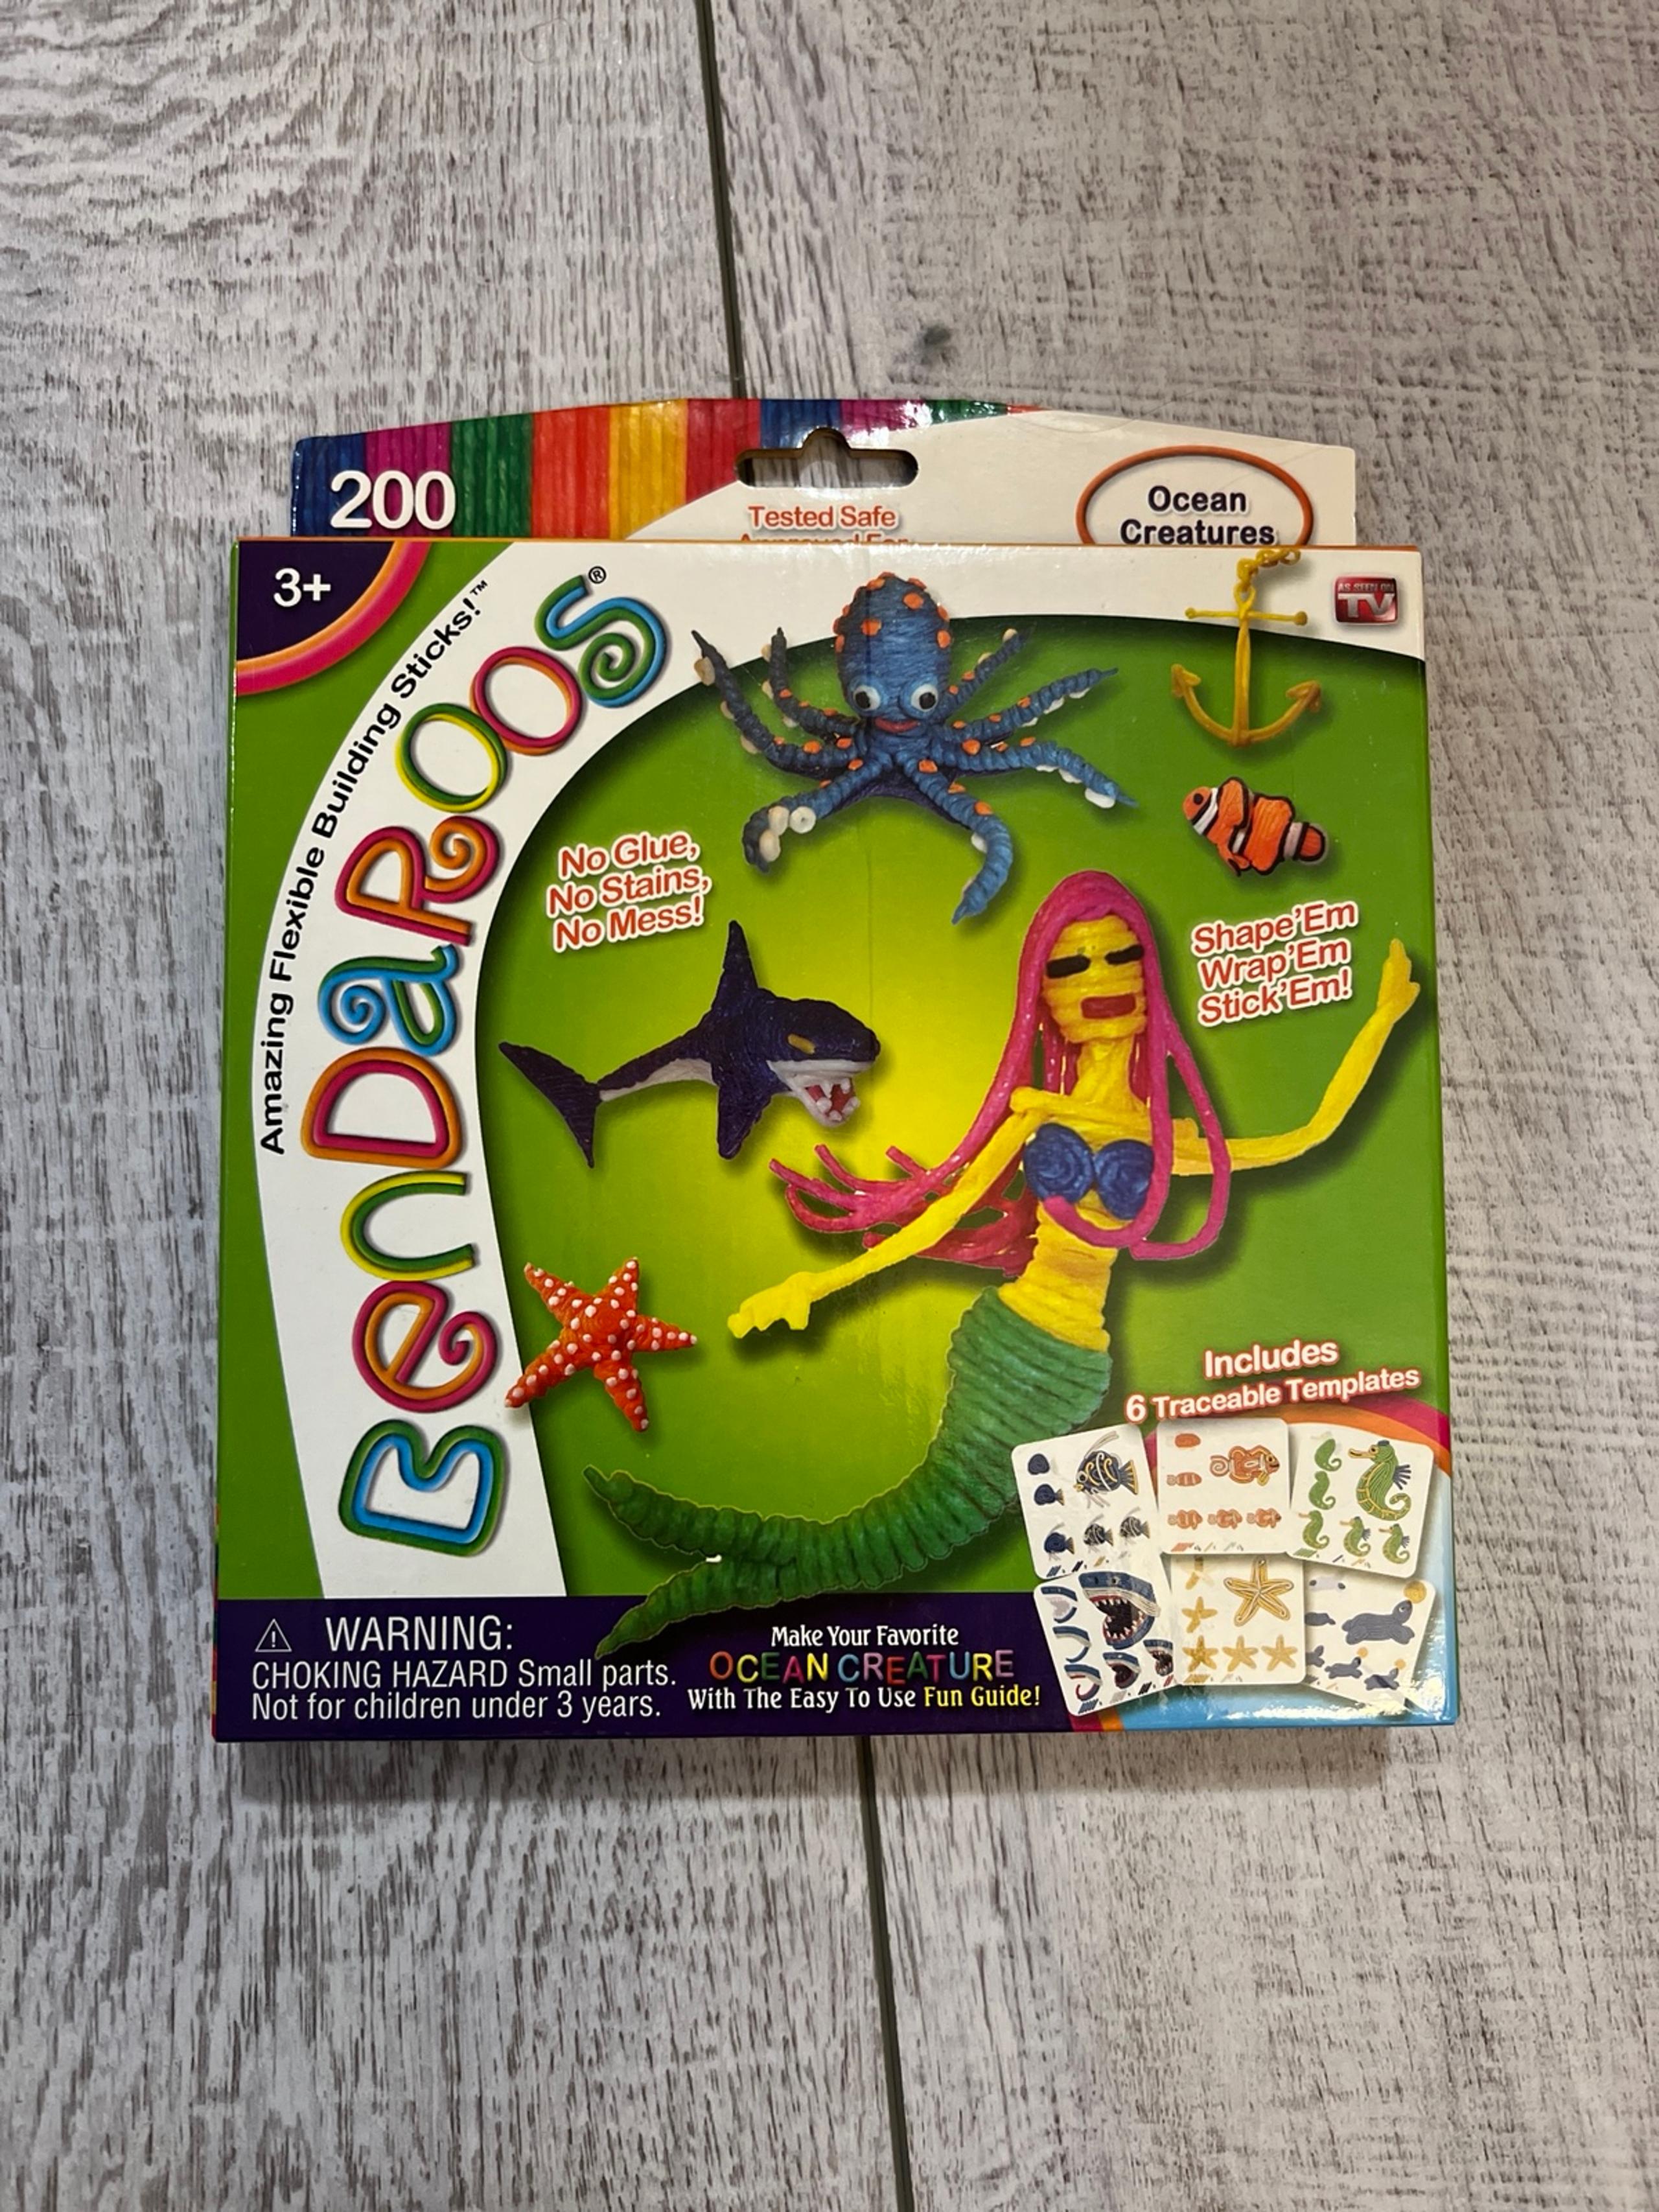 200
Tested Safe
Approved For
Ocean
Creatures
3+
AS SEEN ON
TV
Amazing Flexible Building Sticks!™
BenDaRoos®
No Glue,
No Stains,
No Mess!
Shape'Em
Wrap'Em
Stick'Em!
Includes
6 Traceable Templates
WARNING:
CHOKING HAZARD Small parts.
Not for children under 3 years.
Make Your Favorite
OCEAN CREATURE
With The Easy To Use Fun Guide!